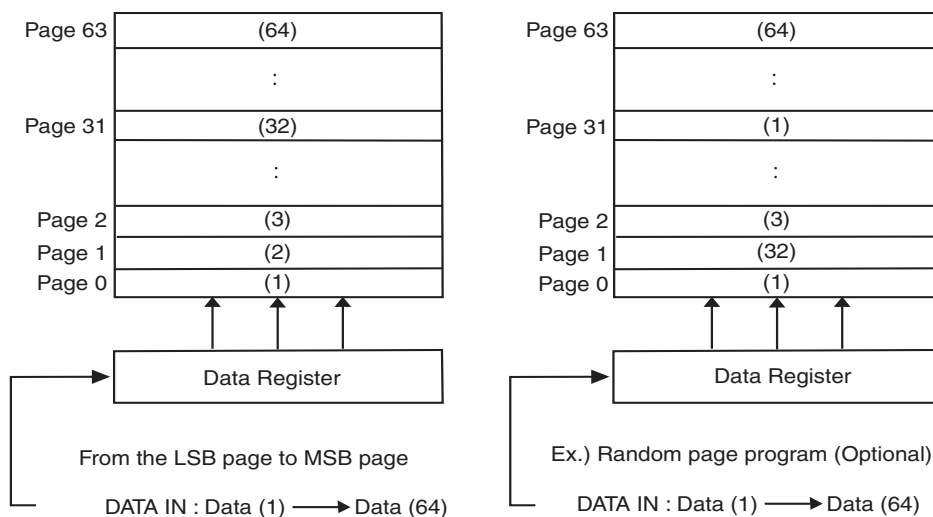 Page 63 (64)
:
Page 31 (32)
:
Page 2 (3)
Page 1 (2)
Page 0 (1)
Data Register
From the LSB page to MSB page
DATA IN : Data (1) → Data (64)
Page 63 (64)
:
Page 31 (1)
:
Page 2 (3)
Page 1 (32)
Page 0 (1)
Data Register
Ex.) Random page program (Optional)
DATA IN : Data (1) → Data (64)